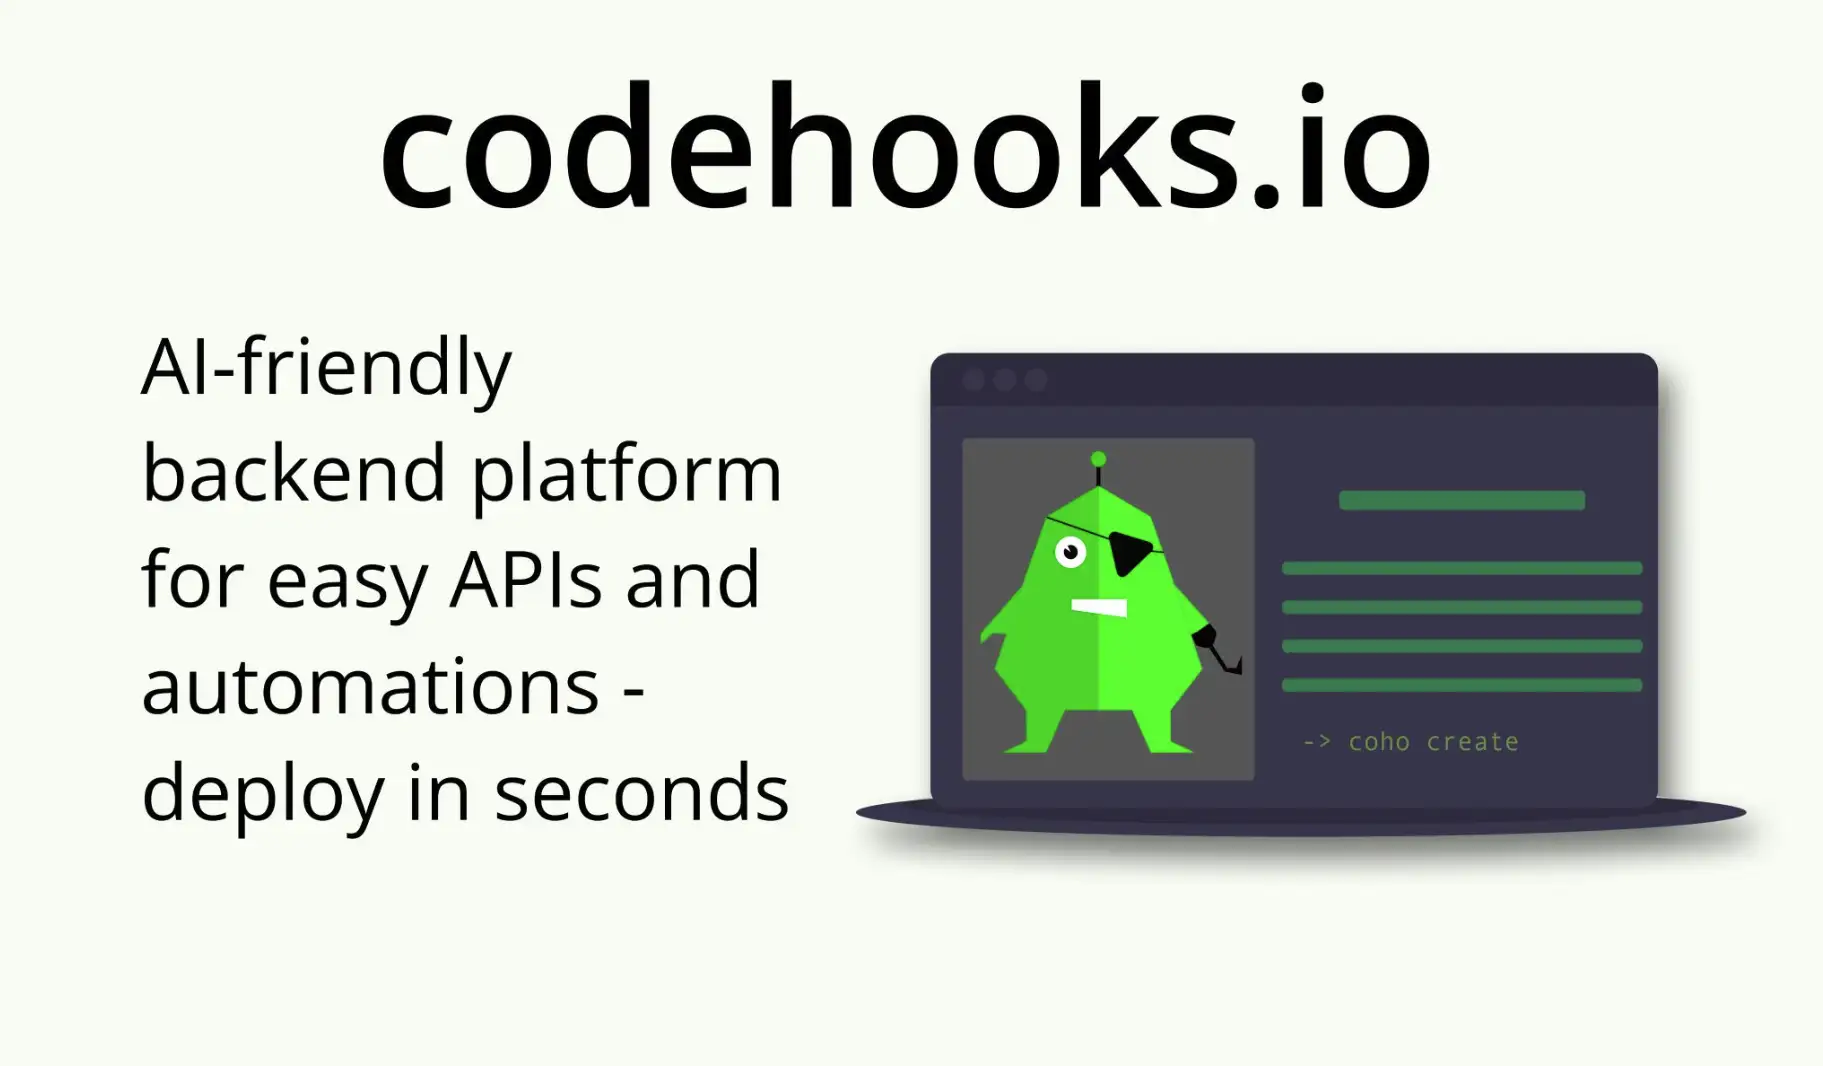 codehooks.io
AI-friendly
backend platform
for easy APIs and
automations -
deploy in seconds
-> coho create